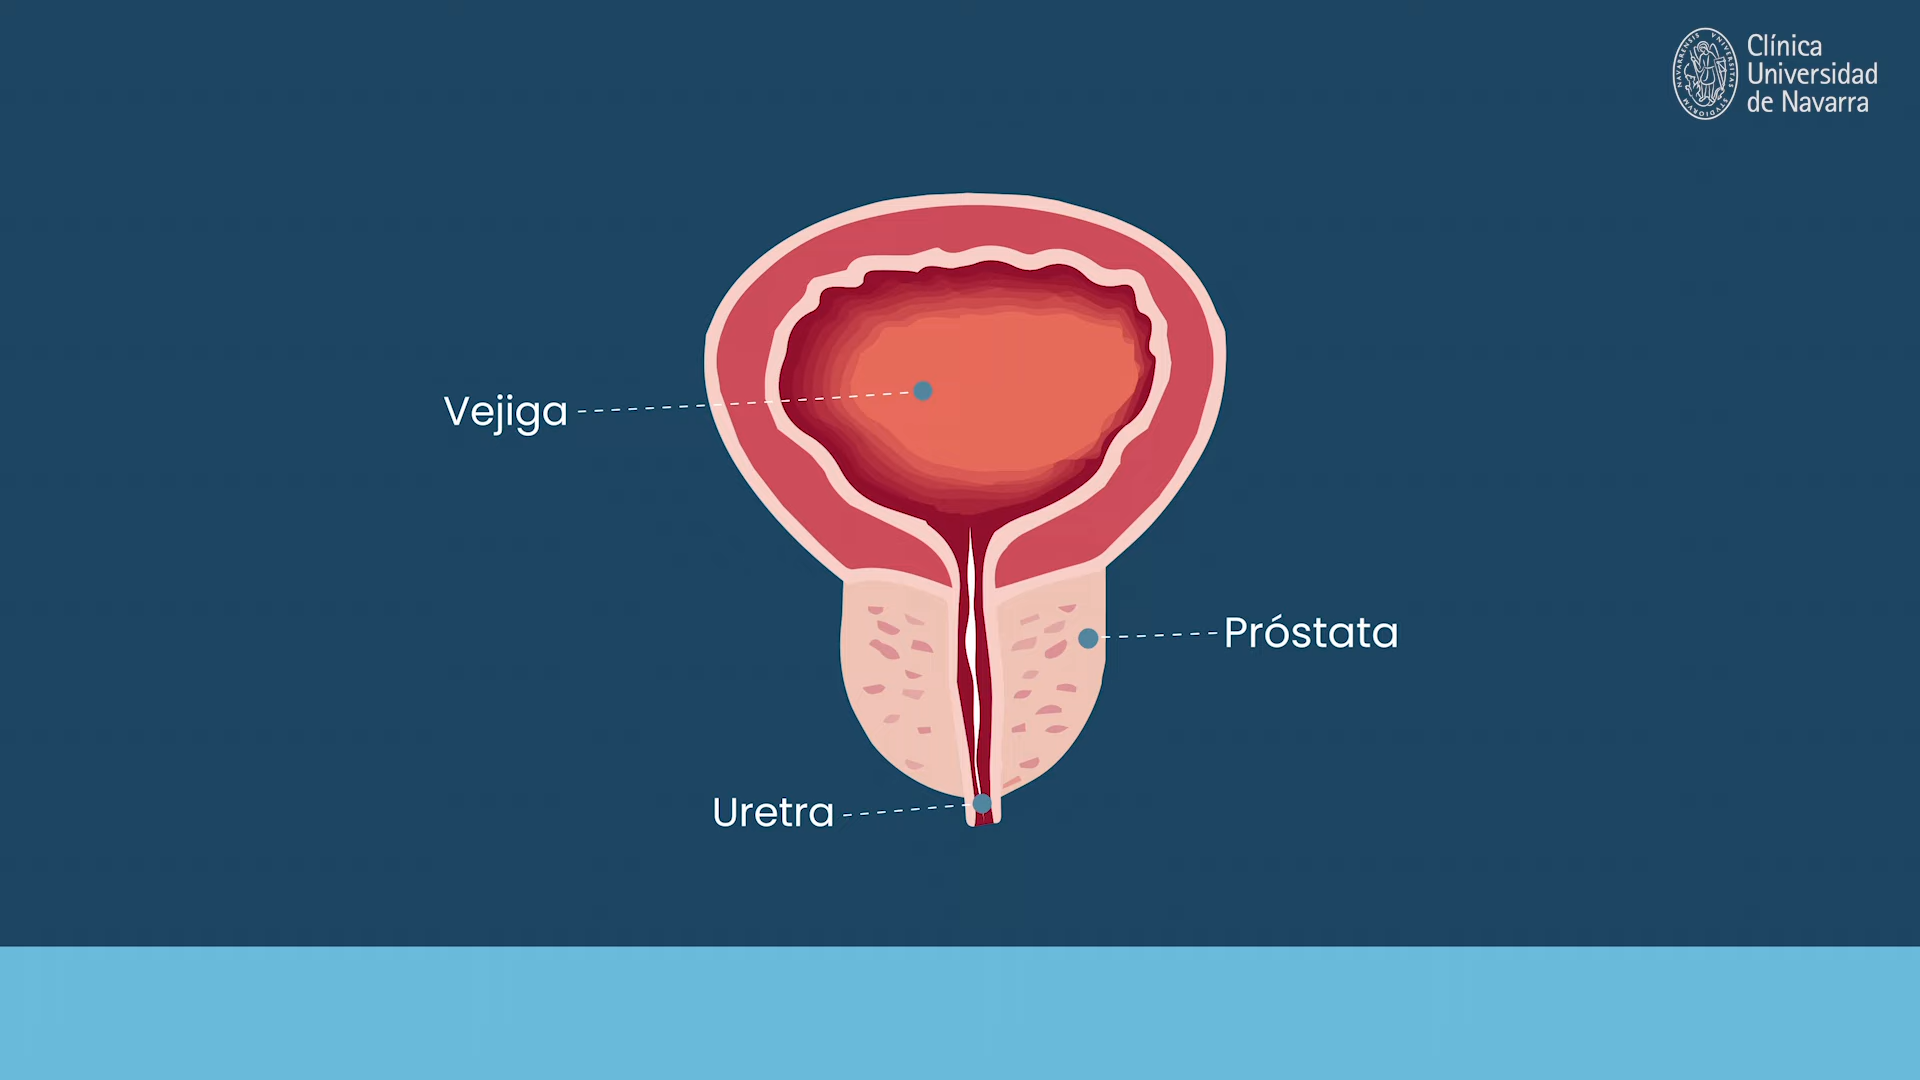 Clínica
Universidad
de Navarra
Vejiga
Próstata
Uretra